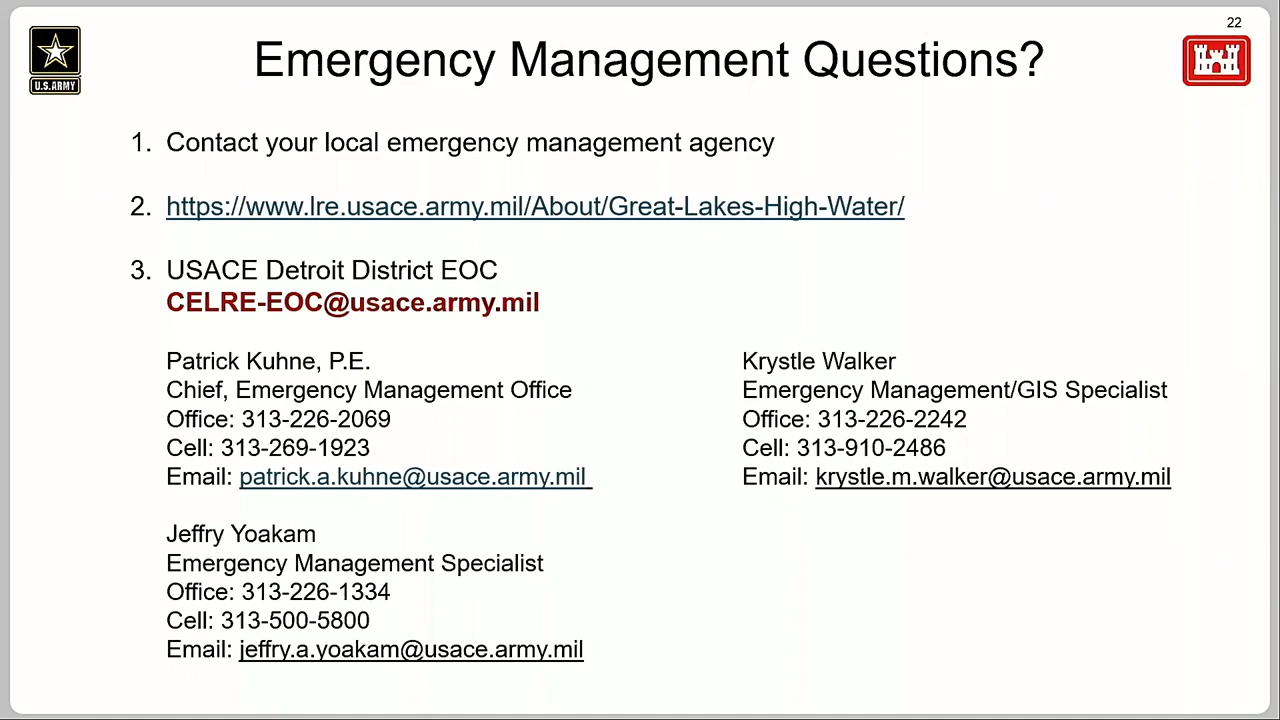 22
Emergency Management Questions?
U.S.ARMY
1. Contact your local emergency management agency
2. https://www.lre.usace.army.mil/About/Great-Lakes-High-Water/
3. USACE Detroit District EOC
CELRE-EOC@usace.army.mil
Patrick Kuhne, P.E.
Chief, Emergency Management Office
Office: 313-226-2069
Cell: 313-269-1923
Email: patrick.a.kuhne@usace.army.mil
Krystle Walker
Emergency Management/GIS Specialist
Office: 313-226-2242
Cell: 313-910-2486
Email: krystle.m.walker@usace.army.mil
Jeffry Yoakam
Emergency Management Specialist
Office: 313-226-1334
Cell: 313-500-5800
Email: jeffry.a.yoakam@usace.army.mil